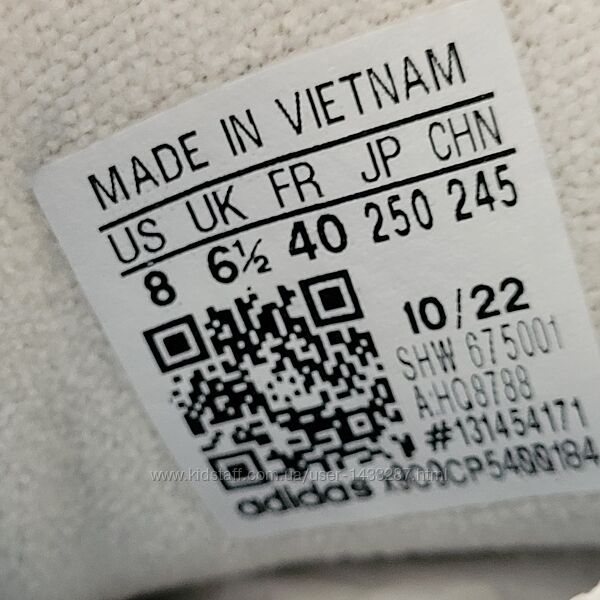 MADE IN VIETNAM
US UK FR JP CHN
8 6½ 40 250 245
10/22
SHW 675001
A:HQ8788
#131454171
www.kidstaff.com.ua/user-1433287.html
adidas